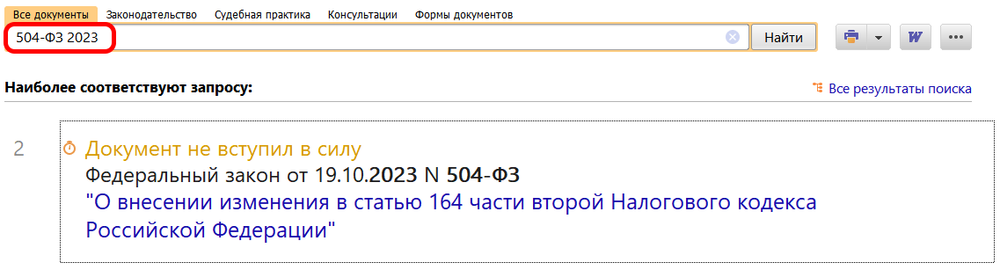 Все документы Законодательство Судебная практика Консультации Формы документов
504-ФЗ 2023 Найти W
Наиболее соответствуют запросу: Все результаты поиска
2 Документ не вступил в силу
Федеральный закон от 19.10.2023 N 504-ФЗ
"О внесении изменения в статью 164 части второй Налогового кодекса
Российской Федерации"